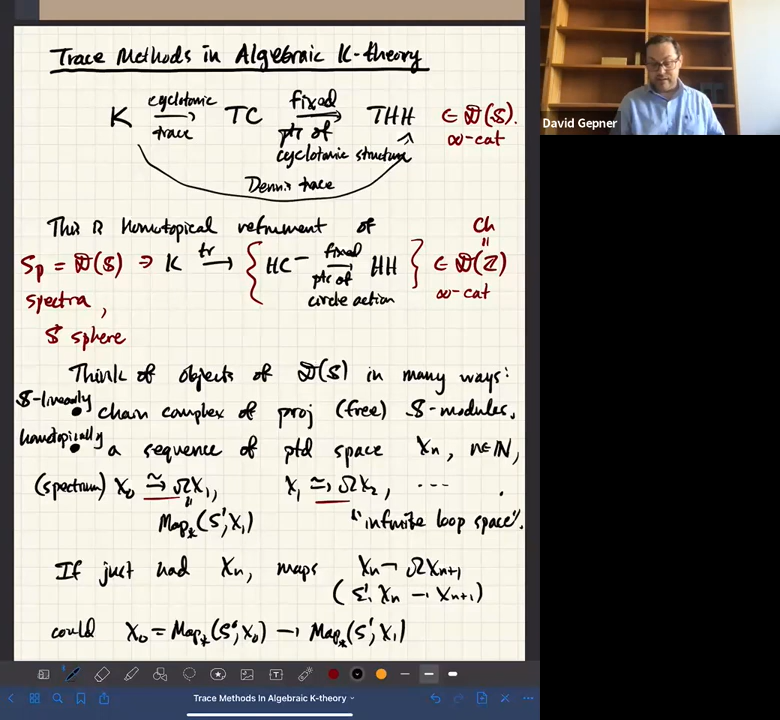 Trace Methods in Algebraic K-theory
K cyclotomic trace → TC fixed pts of cyclotomic structure → THH ∈ 𝒟(𝕊).
∞-cat
Dennis trace
This is homotopical refinement of
Ch
Sp = 𝒟(𝕊) ∋ K tr → { HC⁻ fixed pts of circle action → HH } ∈ 𝒟(ℤ)
spectra, ∞-cat
𝕊 sphere
Think of objects of 𝒟(𝕊) in many ways:
𝕊-linearly • chain complex of proj (free) 𝕊-modules,
homotopically • a sequence of ptd space Xn, n∈ℕ,
(spectrum) X₀ ≃→ ΩX₁, X₁ ≃→ ΩX₂, ⋯ .
Map⁎(S¹,X₁) "infinite loop space".
If just had Xn, maps Xn → ΩXn+1
(S¹∧Xn → Xn+1)
could X₀ = Map⁎(S⁰,X₀) → Map⁎(S¹,X₁)
David Gepner
Trace Methods In Algebraic K-theory